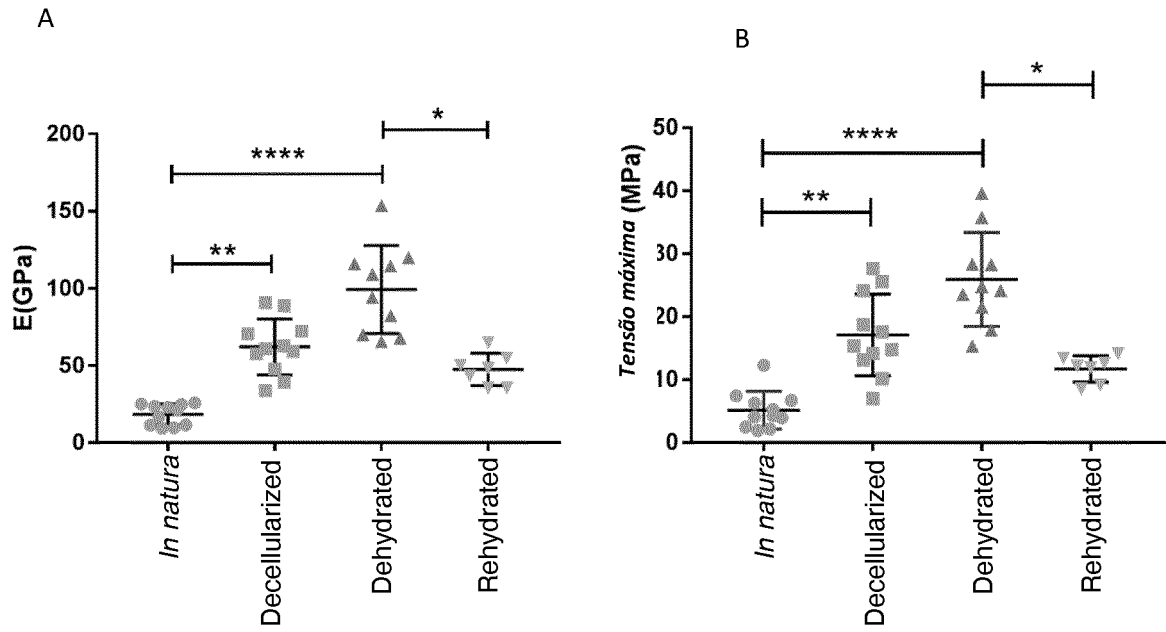 A
E(GPa)
200
150
100
50
0
**
****
*
In natura
Decellularized
Dehydrated
Rehydrated
B
Tensão máxima (MPa)
50
40
30
20
10
0
**
****
*
In natura
Decellularized
Dehydrated
Rehydrated